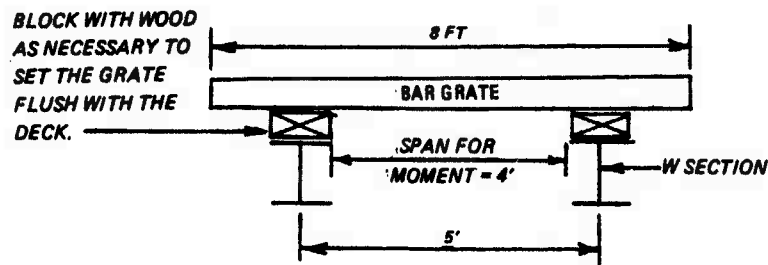 BLOCK WITH WOOD
AS NECESSARY TO
SET THE GRATE
FLUSH WITH THE
DECK.
8 FT
BAR GRATE
SPAN FOR
MOMENT = 4'
W SECTION
5'